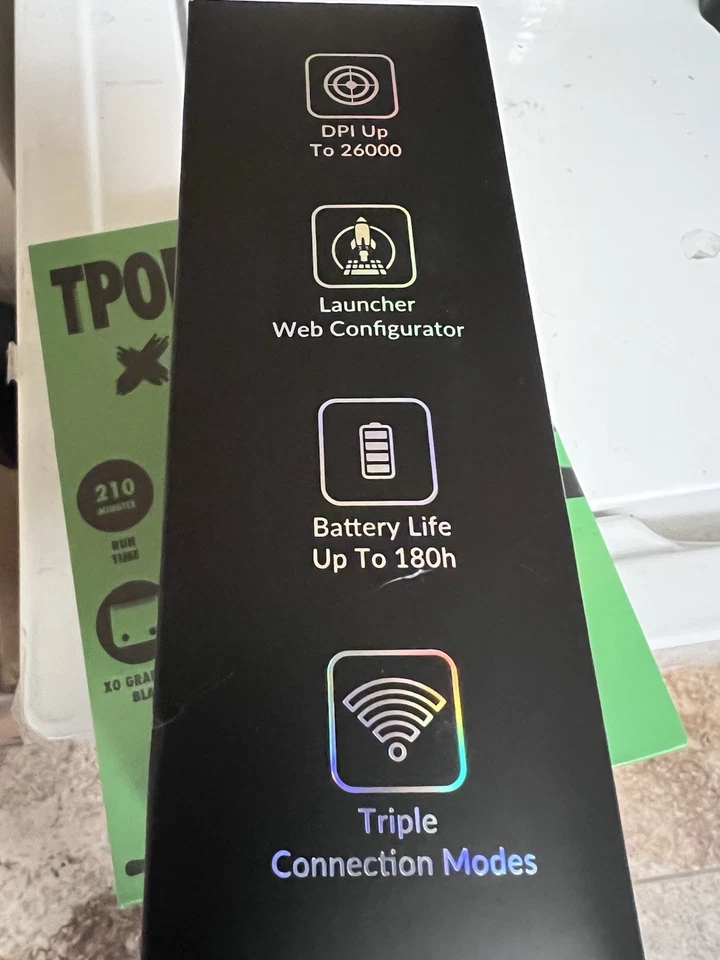 DPI Up
To 26000
Launcher
Web Configurator
Battery Life
Up To 180h
Triple
Connection Modes
210
MINUTES
RUN
TIME